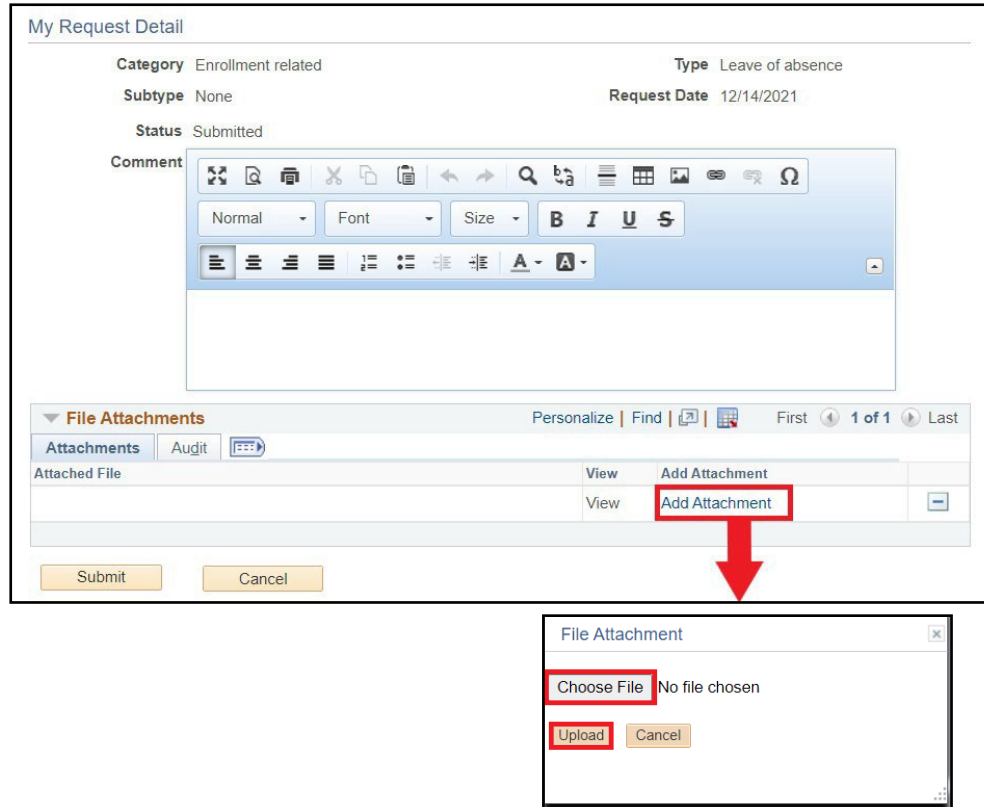 My Request Detail
Category Enrollment related Type Leave of absence
Subtype None Request Date 12/14/2021
Status Submitted
Comment
Normal Font Size B I U S
A A
File Attachments Personalize | Find | First 1 of 1 Last
Attachments Audit
Attached File View Add Attachment
View Add Attachment
Submit Cancel
File Attachment
Choose File No file chosen
Upload Cancel